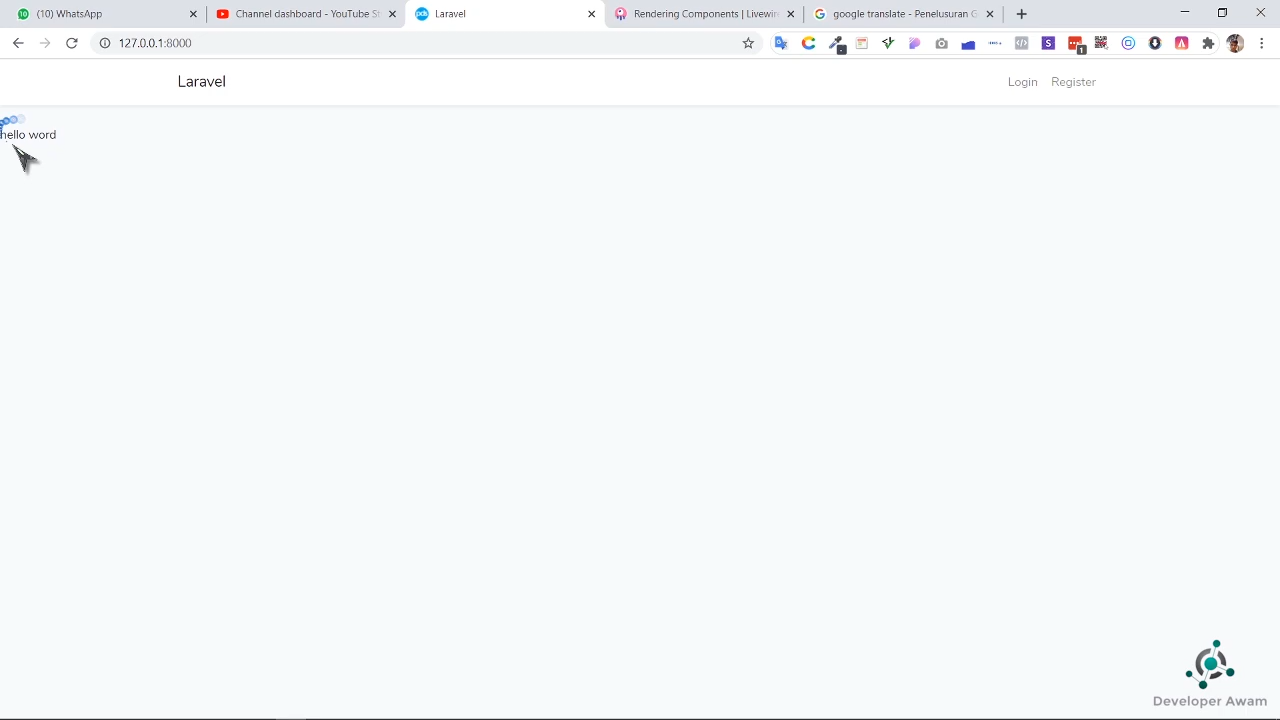 (10) WhatsApp
Channel dashboard - YouTube St
Laravel
Rendering Components | Livewir
google translate - Penelusuran G
127.0.0.1:8000
Laravel
Login
Register
hello word
Developer Awam